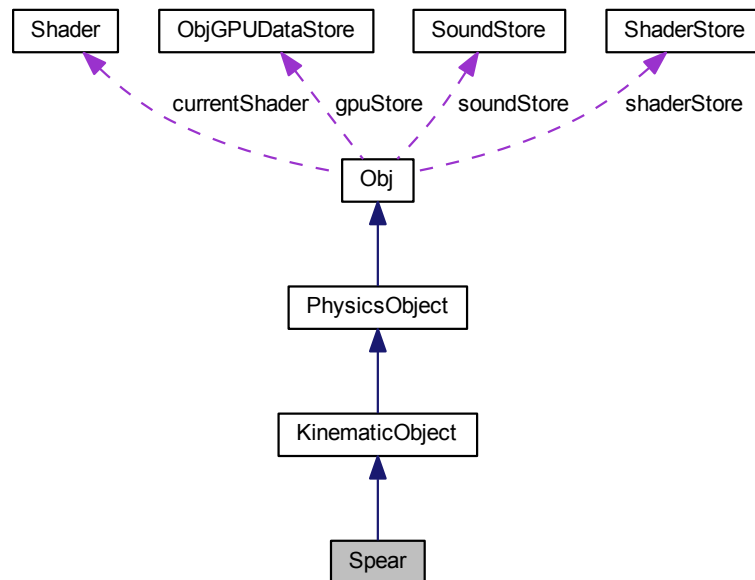 Shader
ObjGPUDataStore
SoundStore
ShaderStore
currentShader
gpuStore
soundStore
shaderStore
Obj
PhysicsObject
KinematicObject
Spear